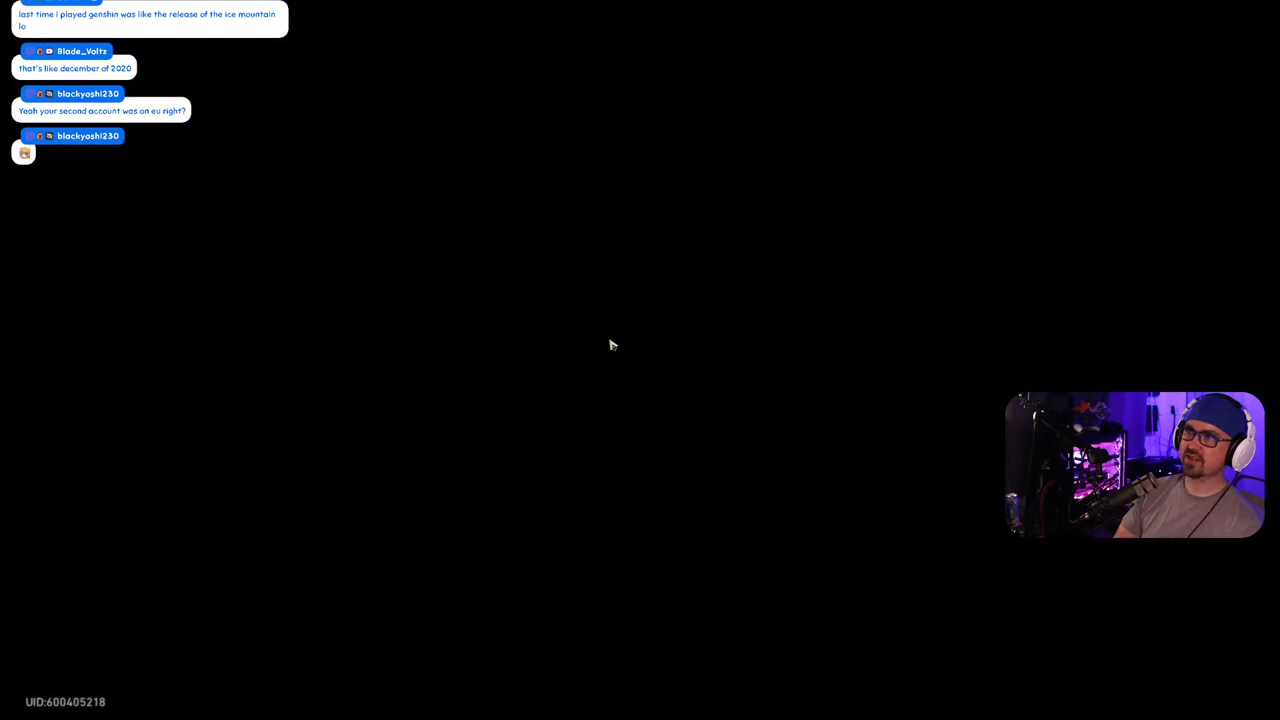 last time i played genshin was like the release of the ice mountain
lo
Blade_Voltz
that's like december of 2020
blackyoshi230
Yeah your second account was on eu right?
blackyoshi230
UID:600405218